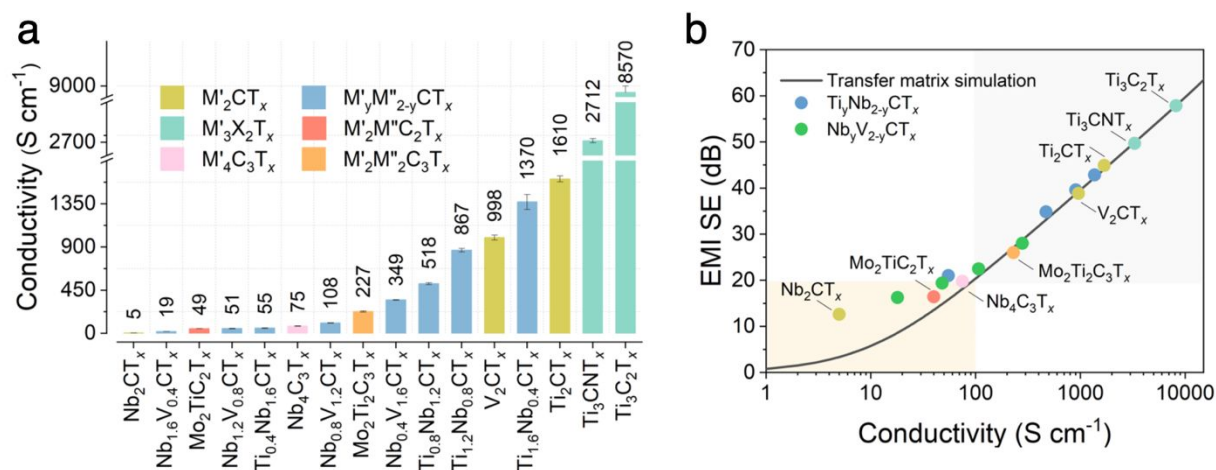 a
Conductivity (S cm⁻¹)
9000
2700
1350
900
450
0
M'₂CTₓ
M'₃X₂Tₓ
M'₄C₃Tₓ
M'ᵧM"₂₋ᵧCTₓ
M'₂M"C₂Tₓ
M'₂M"₂C₃Tₓ
5
19
49
51
55
75
108
227
349
518
867
998
1370
1610
2712
8570
Nb₂CTₓ
Nb₁.₆V₀.₄CTₓ
Mo₂TiC₂Tₓ
Nb₁.₂V₀.₈CTₓ
Ti₀.₄Nb₁.₆CTₓ
Nb₄C₃Tₓ
Nb₀.₈V₁.₂CTₓ
Mo₂Ti₂C₃Tₓ
Nb₀.₄V₁.₆CTₓ
Ti₀.₈Nb₁.₂CTₓ
Ti₁.₂Nb₀.₈CTₓ
V₂CTₓ
Ti₁.₆Nb₀.₄CTₓ
Ti₂CTₓ
Ti₃CNTₓ
Ti₃C₂Tₓ
b
EMI SE (dB)
70
60
50
40
30
20
10
0
Transfer matrix simulation
TiᵧNb₂₋ᵧCTₓ
NbᵧV₂₋ᵧCTₓ
Ti₃C₂Tₓ
Ti₃CNTₓ
Ti₂CTₓ
V₂CTₓ
Mo₂TiC₂Tₓ
Mo₂Ti₂C₃Tₓ
Nb₂CTₓ
Nb₄C₃Tₓ
1
10
100
1000
10000
Conductivity (S cm⁻¹)